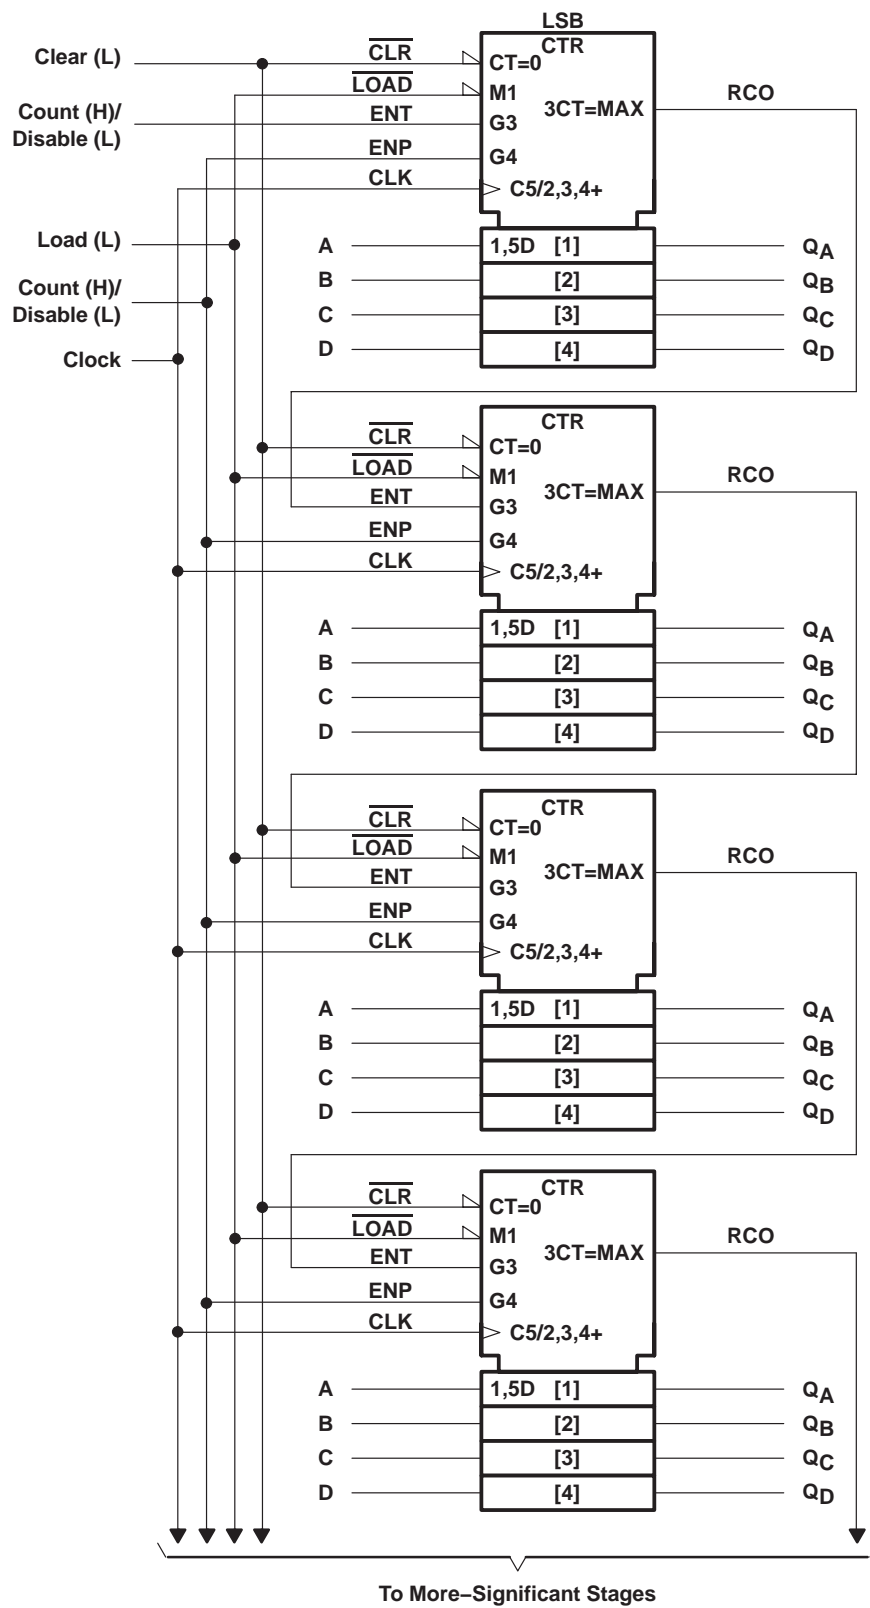 LSB
Clear (L)
CLR
CT=0
CTR
LOAD
M1
3CT=MAX
RCO
Count (H)/
Disable (L)
ENT
G3
ENP
G4
CLK
C5/2,3,4+
Load (L)
A
1,5D [1]
QA
Count (H)/
Disable (L)
B
[2]
QB
C
[3]
QC
Clock
D
[4]
QD
CTR
CLR
CT=0
LOAD
M1
3CT=MAX
RCO
ENT
G3
ENP
G4
CLK
C5/2,3,4+
A
1,5D [1]
QA
B
[2]
QB
C
[3]
QC
D
[4]
QD
CTR
CLR
CT=0
LOAD
M1
3CT=MAX
RCO
ENT
G3
ENP
G4
CLK
C5/2,3,4+
A
1,5D [1]
QA
B
[2]
QB
C
[3]
QC
D
[4]
QD
CTR
CLR
CT=0
LOAD
M1
3CT=MAX
RCO
ENT
G3
ENP
G4
CLK
C5/2,3,4+
A
1,5D [1]
QA
B
[2]
QB
C
[3]
QC
D
[4]
QD
To More–Significant Stages